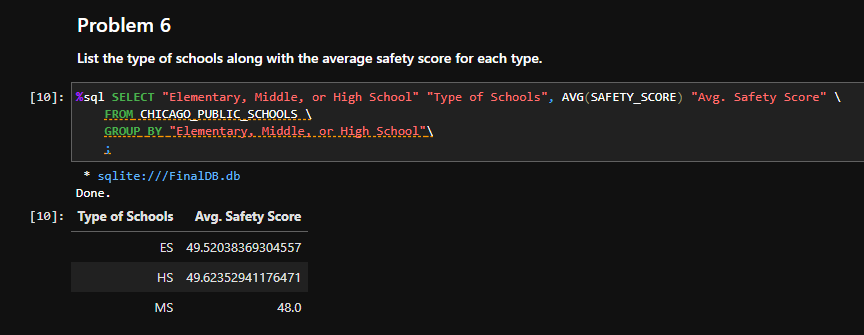 Problem 6
List the type of schools along with the average safety score for each type.
[10]: %sql SELECT "Elementary, Middle, or High School" "Type of Schools", AVG(SAFETY_SCORE) "Avg. Safety Score" \
FROM CHICAGO_PUBLIC_SCHOOLS \
GROUP BY "Elementary, Middle, or High School"\
;
* sqlite:///FinalDB.db
Done.
[10]: Type of Schools Avg. Safety Score
ES 49.52038369304557
HS 49.62352941176471
MS 48.0